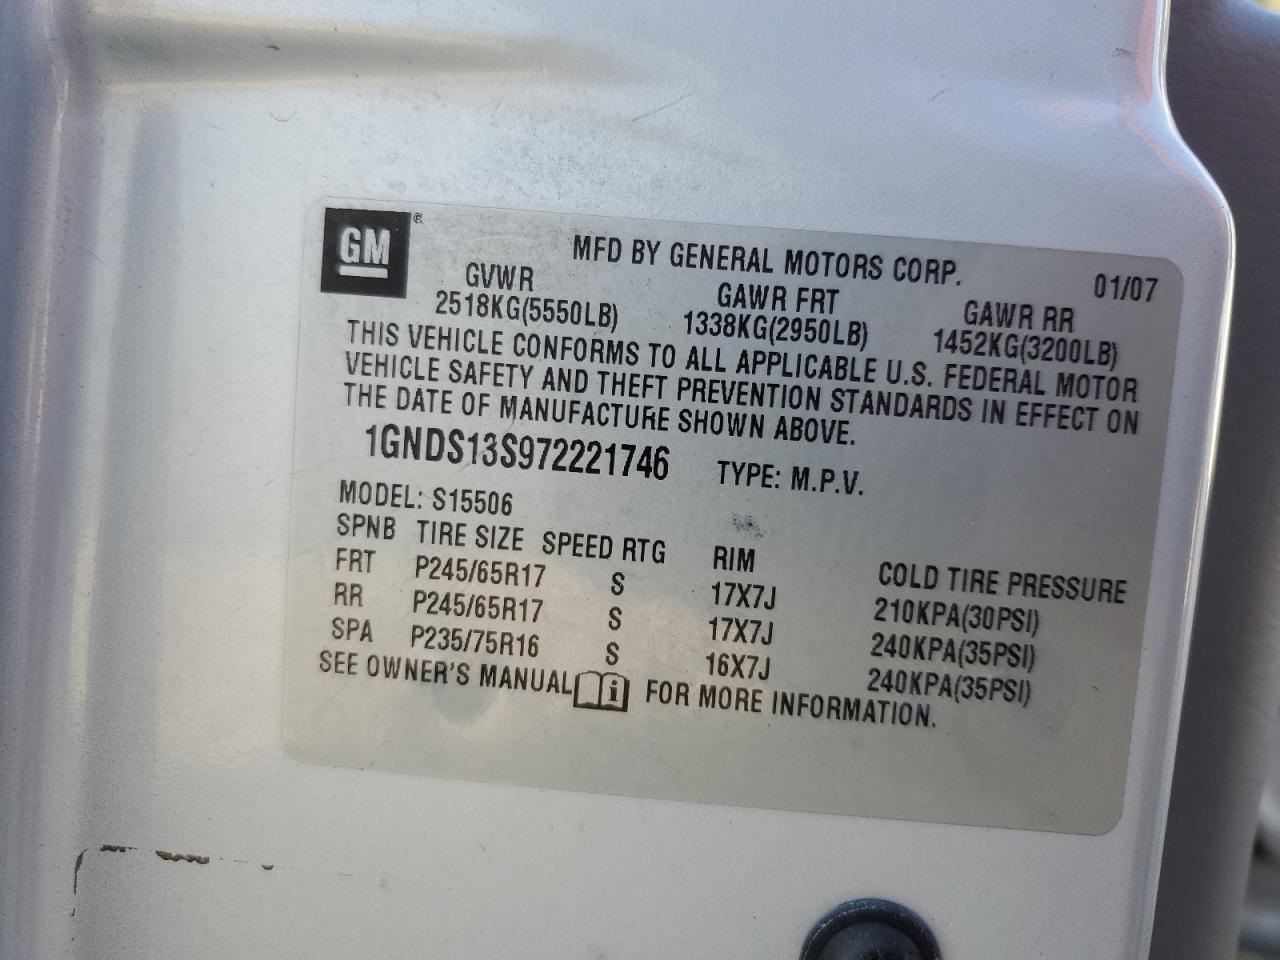 GM®
MFD BY GENERAL MOTORS CORP.
01/07
GVWR GAWR FRT GAWR RR
2518KG(5550LB) 1338KG(2950LB) 1452KG(3200LB)
THIS VEHICLE CONFORMS TO ALL APPLICABLE U.S. FEDERAL MOTOR
VEHICLE SAFETY AND THEFT PREVENTION STANDARDS IN EFFECT ON
THE DATE OF MANUFACTURE SHOWN ABOVE.
1GNDS13S972221746 TYPE: M.P.V.
MODEL: S15506
SPNB TIRE SIZE SPEED RTG RIM COLD TIRE PRESSURE
FRT P245/65R17 S 17X7J 210KPA(30PSI)
RR P245/65R17 S 17X7J 240KPA(35PSI)
SPA P235/75R16 S 16X7J 240KPA(35PSI)
SEE OWNER'S MANUAL i FOR MORE INFORMATION.